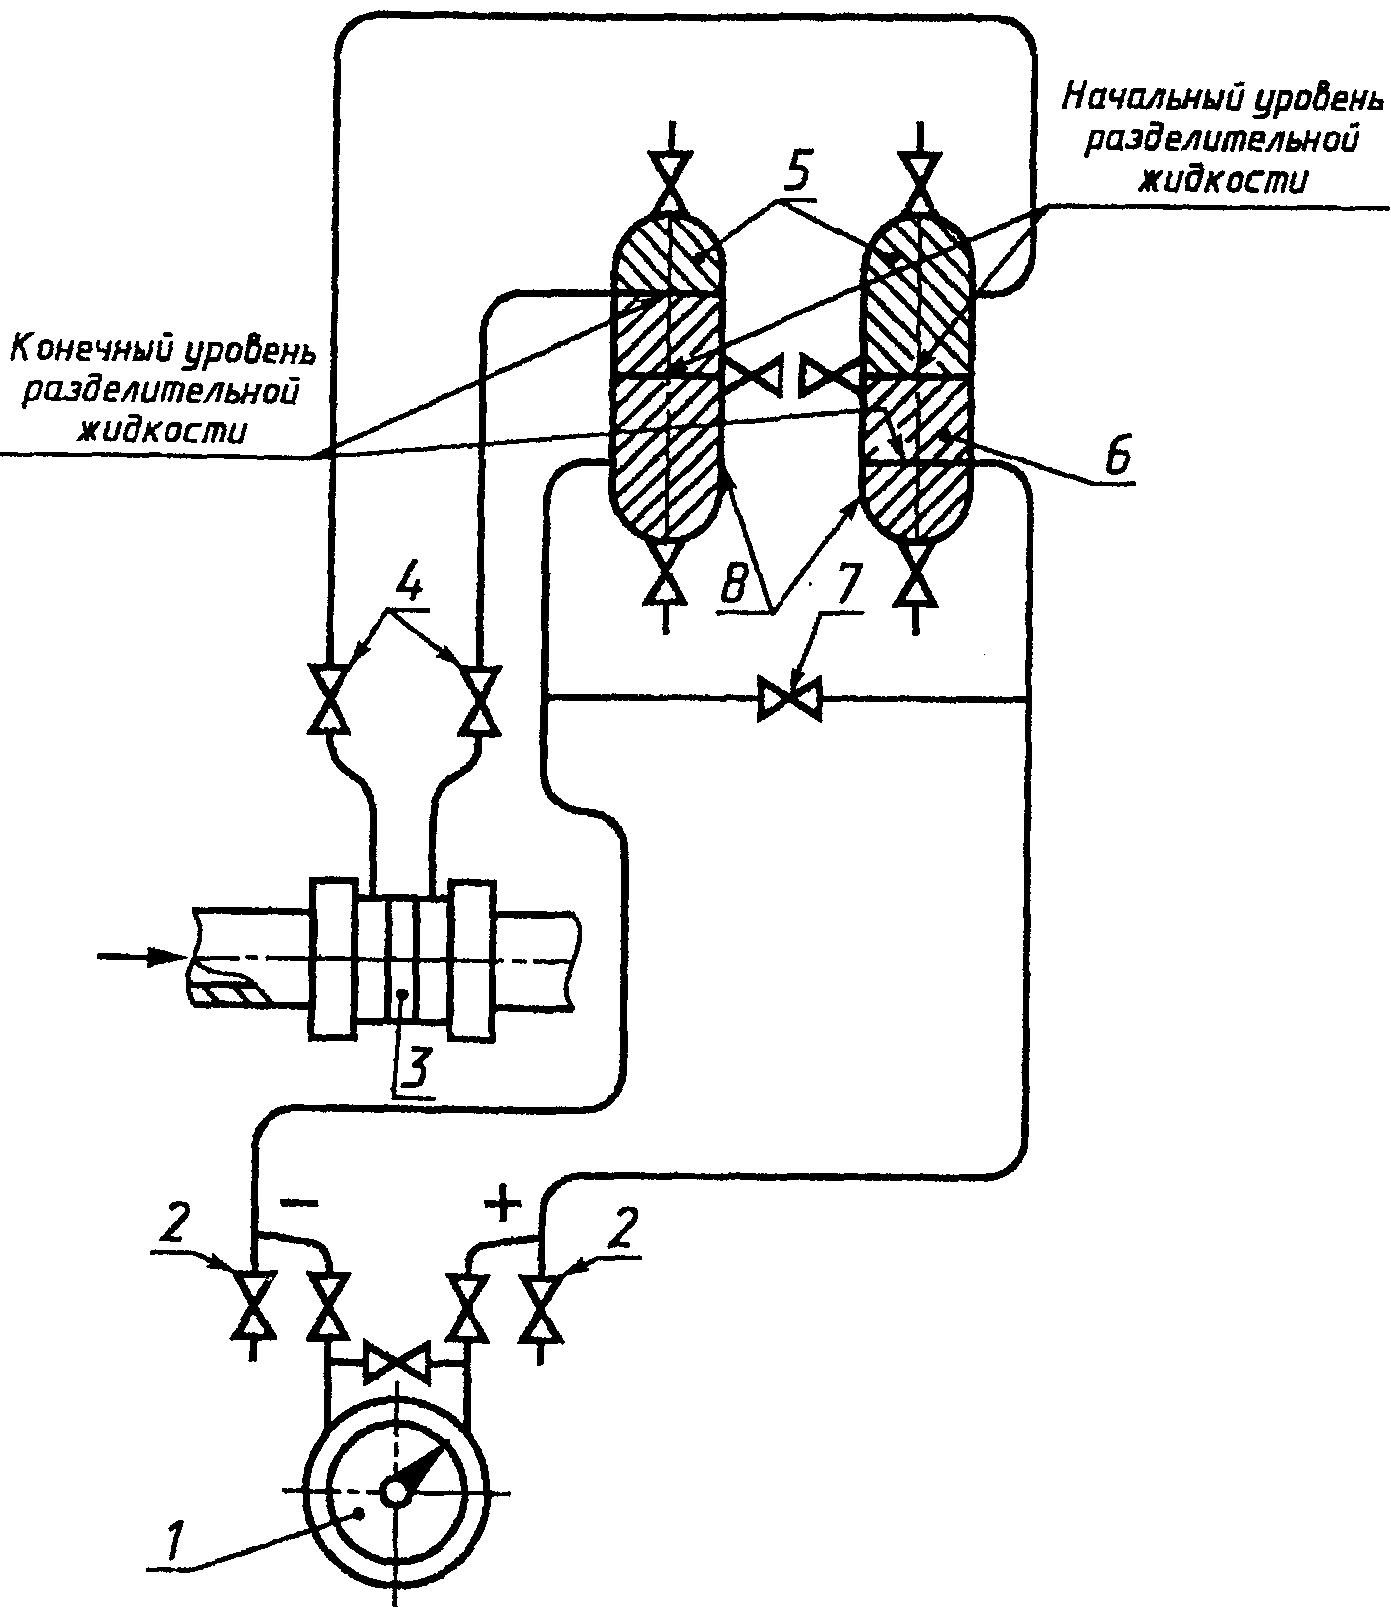 Начальный уровень
разделительной
жидкости
5
Конечный уровень
разделительной
жидкости
6
4
8
7
3
− +
2
2
1